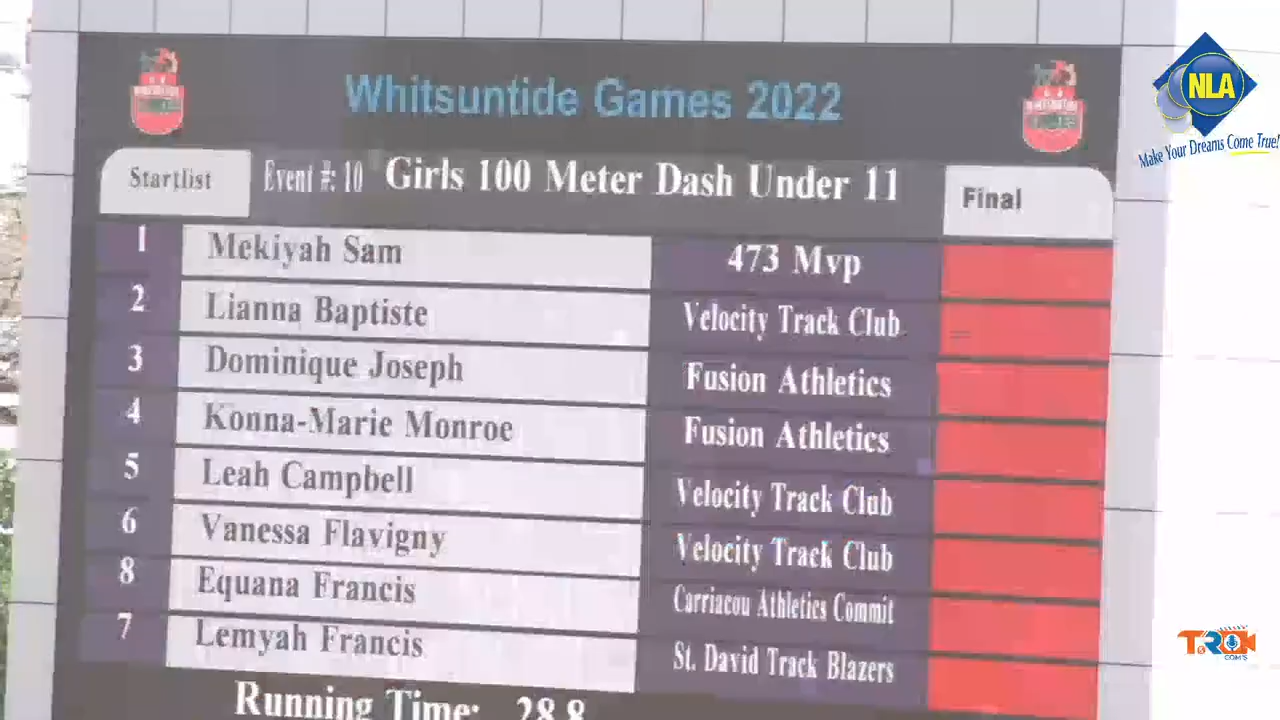 Whitsuntide Games 2022
NLA
Make Your Dreams Come True!
Startlist Event #: 10 Girls 100 Meter Dash Under 11 Final
1 Mekiyah Sam 473 Mvp
2 Lianna Baptiste Velocity Track Club
3 Dominique Joseph Fusion Athletics
4 Konna-Marie Monroe Fusion Athletics
5 Leah Campbell Velocity Track Club
6 Vanessa Flavigny Velocity Track Club
8 Equana Francis Carriacou Athletics Commit
7 Lemyah Francis St. David Track Blazers
TRON
COM'S
Running Time: 28.8